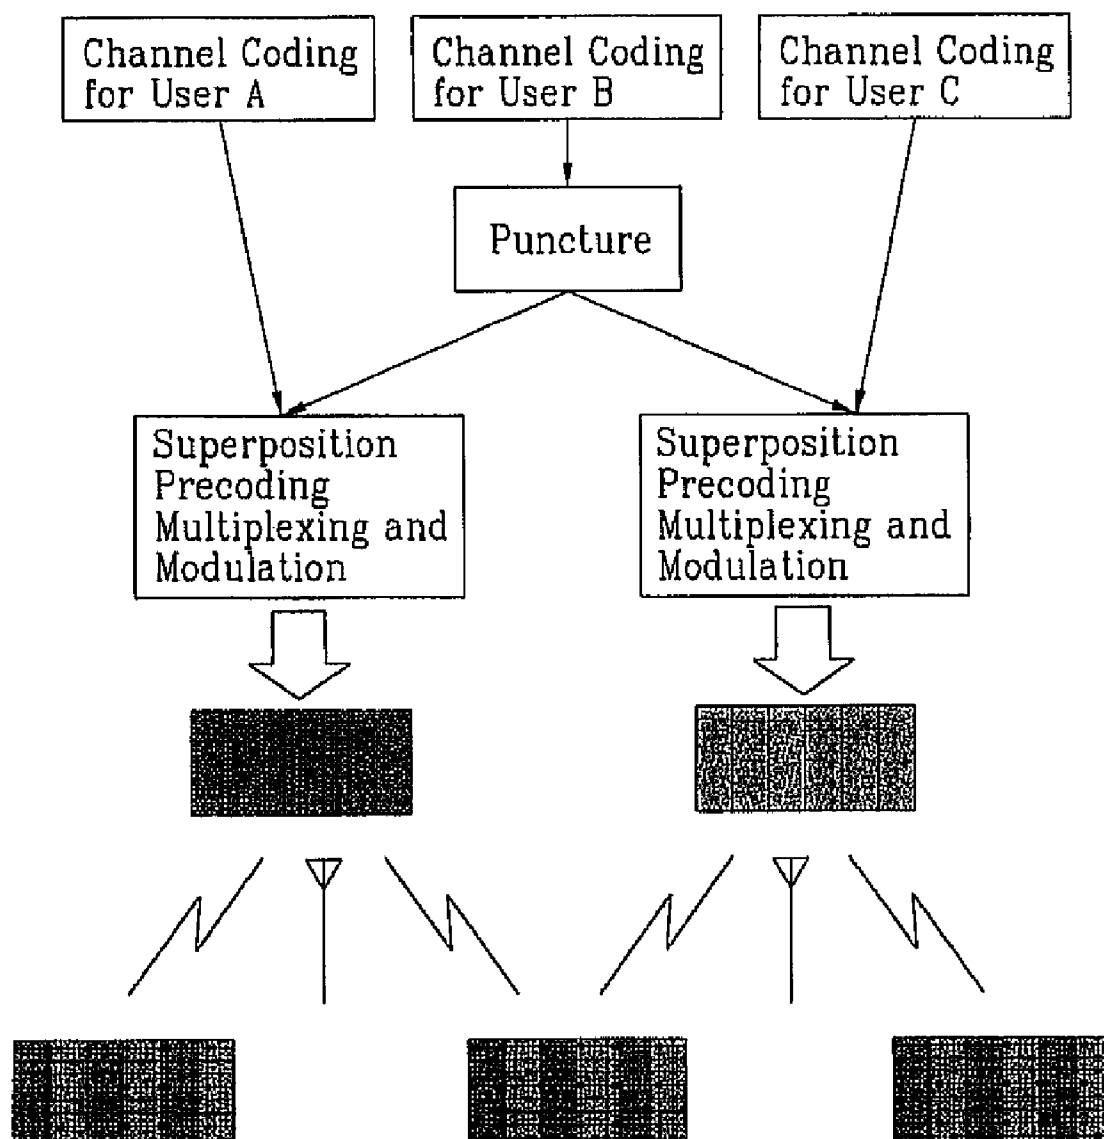 Channel Coding
for User A
Channel Coding
for User B
Channel Coding
for User C
Puncture
Superposition
Precoding
Multiplexing and
Modulation
Superposition
Precoding
Multiplexing and
Modulation